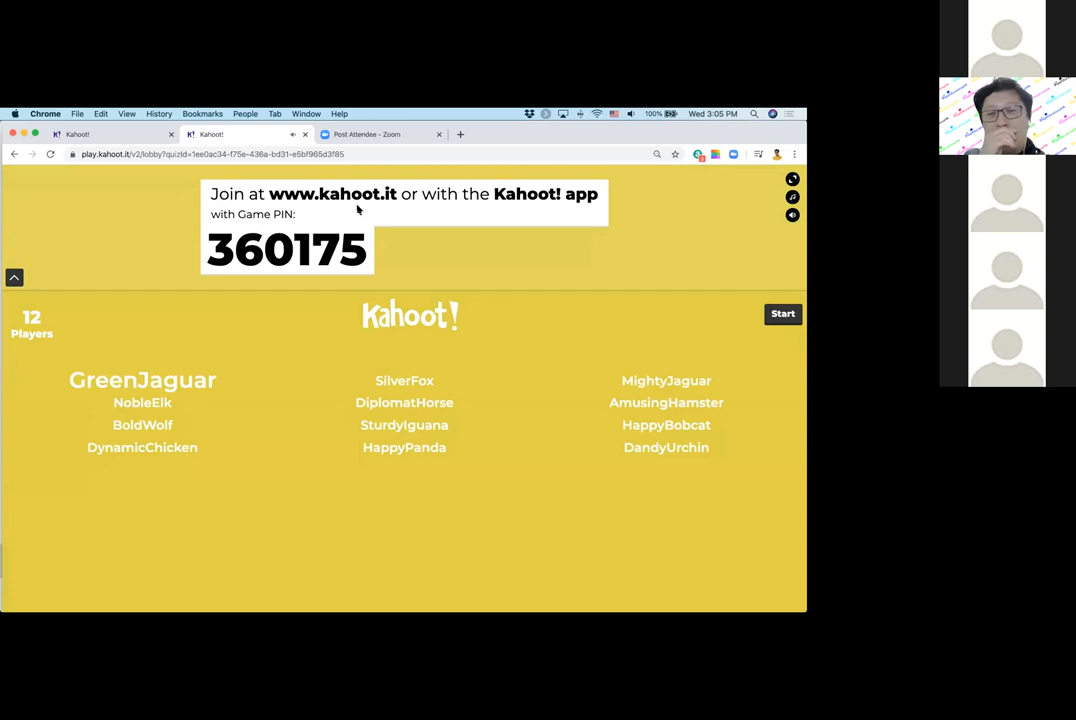 Chrome File Edit View History Bookmarks People Tab Window Help 100% Wed 3:05 PM
Kahoot! Kahoot! Post Attendee - Zoom
play.kahoot.it/v2/lobby?quizId=1ee0ac34-f75e-436a-bd31-e5bf965d3f85
Join at www.kahoot.it or with the Kahoot! app
with Game PIN:
360175
12
Players
Kahoot!
Start
GreenJaguar SilverFox MightyJaguar
NobleElk DiplomatHorse AmusingHamster
BoldWolf SturdyIguana HappyBobcat
DynamicChicken HappyPanda DandyUrchin